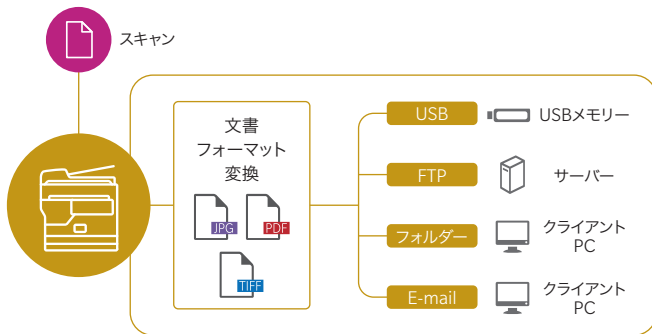 スキャン
文書
フォーマット
変換
JPG
PDF
TIFF
USB
USBメモリー
FTP
サーバー
フォルダー
クライアント
PC
E-mail
クライアント
PC